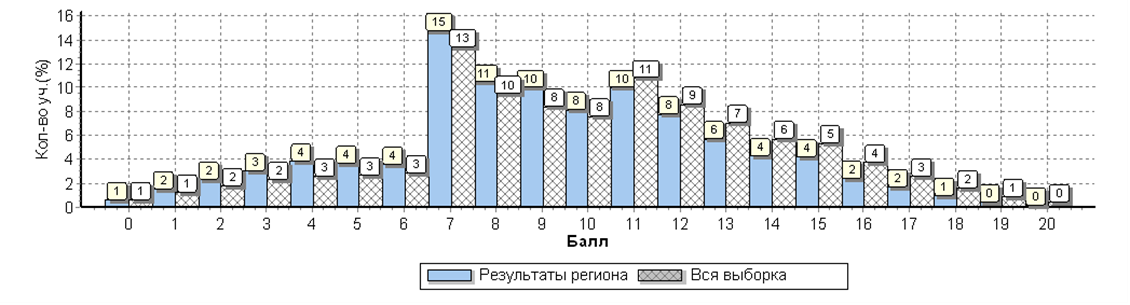 Кол-во уч.(%)
16
14
12
10
8
6
4
2
0
1 1 2 1 2 2 3 2 4 3 4 3 4 3 15 13 11 10 10 8 8 8 10 11 8 9 6 7 4 6 4 5 2 4 2 3 1 2 0 1 0 0
0 1 2 3 4 5 6 7 8 9 10 11 12 13 14 15 16 17 18 19 20
Балл
Результаты региона Вся выборка